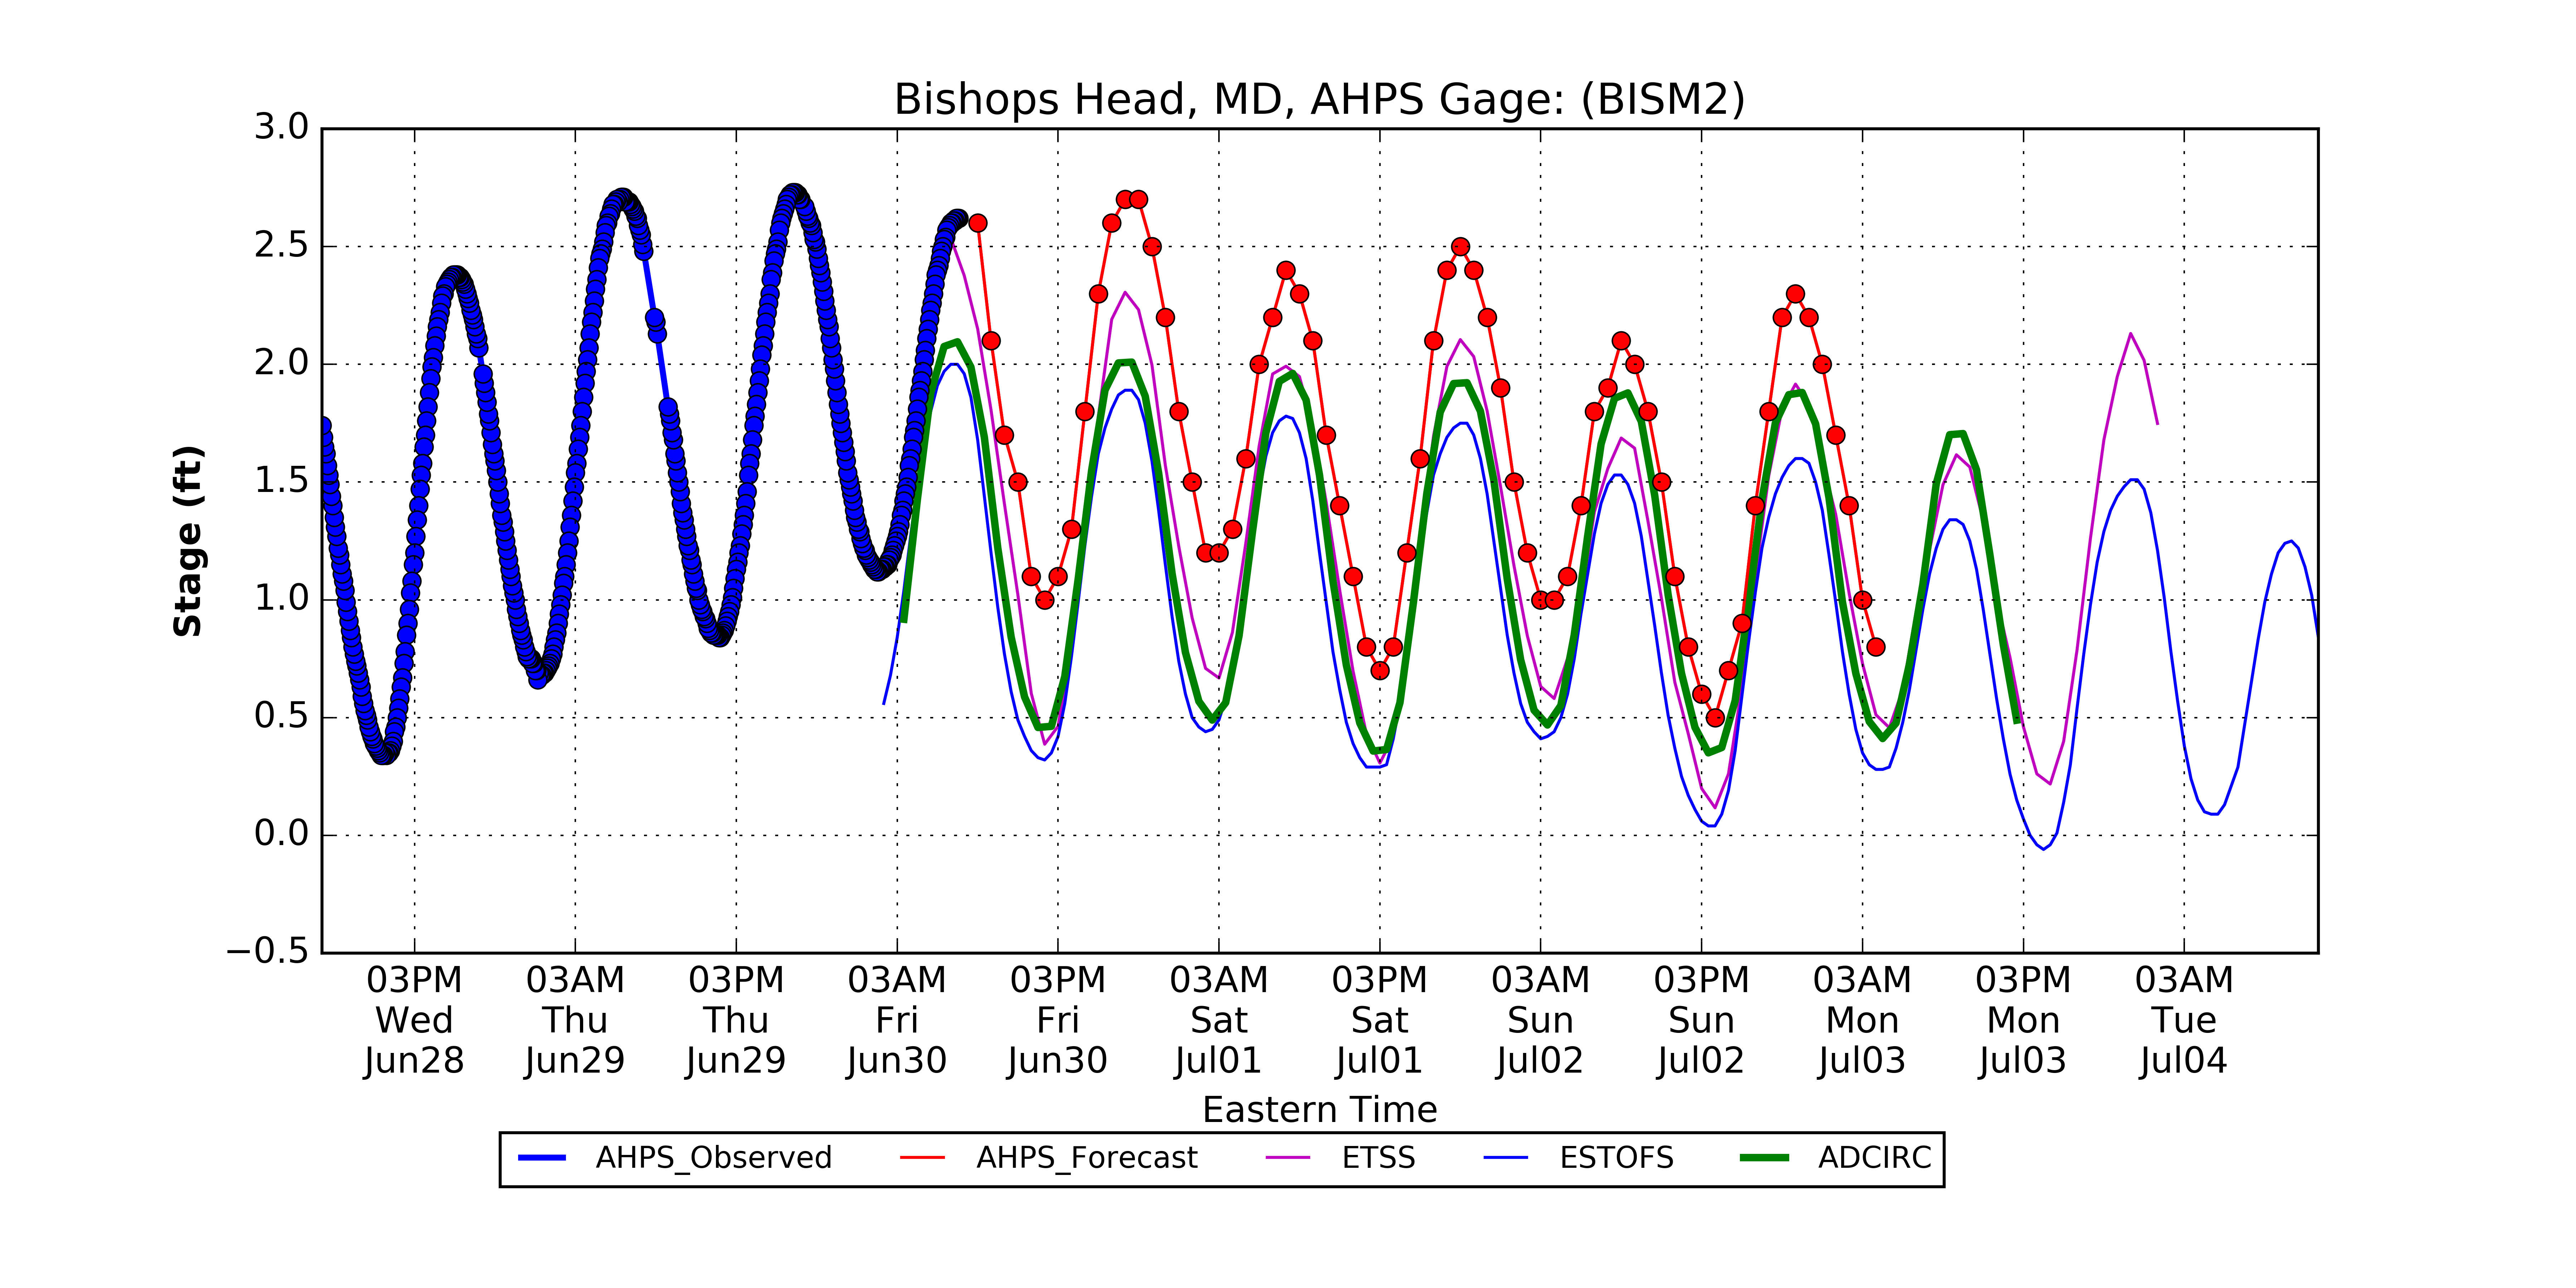 Bishops Head, MD, AHPS Gage: (BISM2)
3.0
2.5
2.0
1.5
1.0
0.5
0.0
−0.5
Stage (ft)
03PM 03AM 03PM 03AM 03PM 03AM 03PM 03AM 03PM 03AM 03PM 03AM
Wed Thu Thu Fri Fri Sat Sat Sun Sun Mon Mon Tue
Jun28 Jun29 Jun29 Jun30 Jun30 Jul01 Jul01 Jul02 Jul02 Jul03 Jul03 Jul04
Eastern Time
AHPS_Observed AHPS_Forecast ETSS ESTOFS ADCIRC